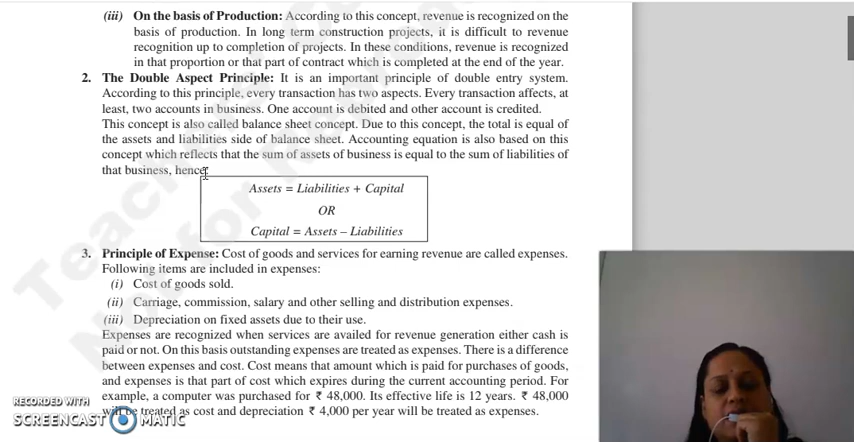 (iii) On the basis of Production: According to this concept, revenue is recognized on the
basis of production. In long term construction projects, it is difficult to revenue
recognition up to completion of projects. In these conditions, revenue is recognized
in that proportion or that part of contract which is completed at the end of the year.
2. The Double Aspect Principle: It is an important principle of double entry system.
According to this principle, every transaction has two aspects. Every transaction affects, at
least, two accounts in business. One account is debited and other account is credited.
This concept is also called balance sheet concept. Due to this concept, the total is equal of
the assets and liabilities side of balance sheet. Accounting equation is also based on this
concept which reflects that the sum of assets of business is equal to the sum of liabilities of
that business, hence
Assets = Liabilities + Capital
OR
Capital = Assets – Liabilities
3. Principle of Expense: Cost of goods and services for earning revenue are called expenses.
Following items are included in expenses:
(i) Cost of goods sold.
(ii) Carriage, commission, salary and other selling and distribution expenses.
(iii) Depreciation on fixed assets due to their use.
Expenses are recognized when services are availed for revenue generation either cash is
paid or not. On this basis outstanding expenses are treated as expenses. There is a difference
between expenses and cost. Cost means that amount which is paid for purchases of goods,
and expenses is that part of cost which expires during the current accounting period. For
example, a computer was purchased for ₹ 48,000. Its effective life is 12 years. ₹ 48,000
will be treated as cost and depreciation ₹ 4,000 per year will be treated as expenses.
RECORDED WITH
SCREENCAST MATIC